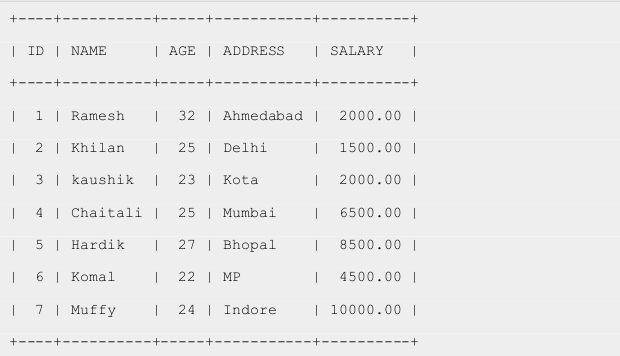 +----+----------+-----+-----------+----------+
| ID | NAME     | AGE | ADDRESS   | SALARY   |
+----+----------+-----+-----------+----------+
|  1 | Ramesh   |  32 | Ahmedabad |  2000.00 |
|  2 | Khilan   |  25 | Delhi     |  1500.00 |
|  3 | kaushik  |  23 | Kota      |  2000.00 |
|  4 | Chaitali |  25 | Mumbai    |  6500.00 |
|  5 | Hardik   |  27 | Bhopal    |  8500.00 |
|  6 | Komal    |  22 | MP        |  4500.00 |
|  7 | Muffy    |  24 | Indore    | 10000.00 |
+----+----------+-----+-----------+----------+